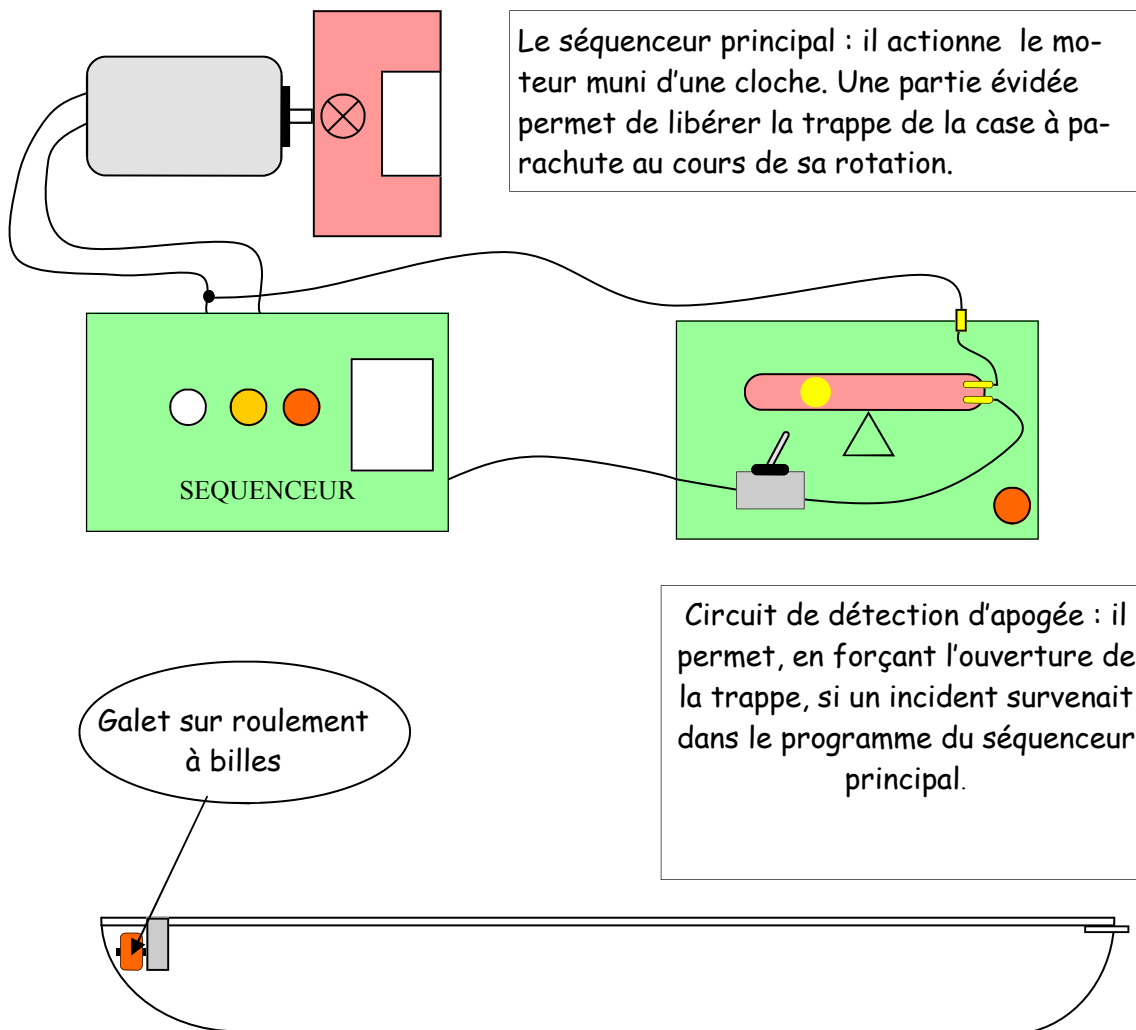 Le séquenceur principal : il actionne le mo-
teur muni d'une cloche. Une partie évidée
permet de libérer la trappe de la case à pa-
rachute au cours de sa rotation.
SEQUENCEUR
Circuit de détection d'apogée : il
permet, en forçant l'ouverture de
la trappe, si un incident survenait
dans le programme du séquenceur
principal.
Galet sur roulement
à billes